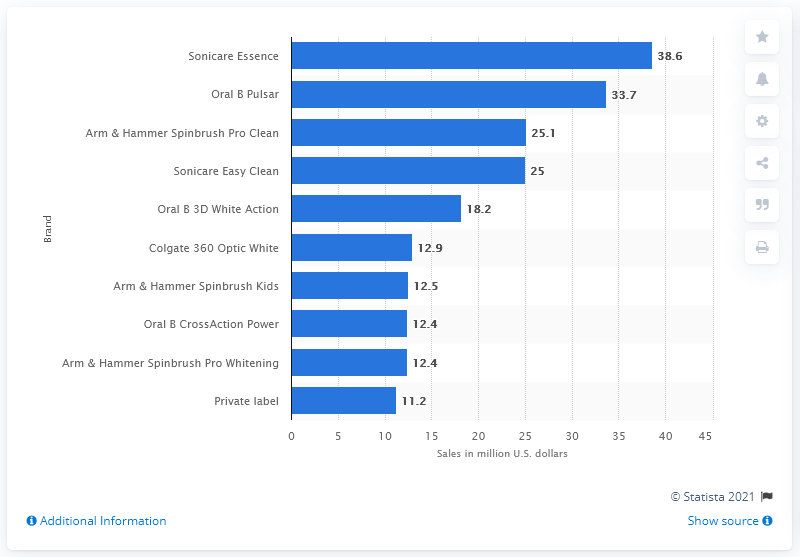 Brand
Sonicare Essence 38.6
Oral B Pulsar 33.7
Arm & Hammer Spinbrush Pro Clean 25.1
Sonicare Easy Clean 25
Oral B 3D White Action 18.2
Colgate 360 Optic White 12.9
Arm & Hammer Spinbrush Kids 12.5
Oral B CrossAction Power 12.4
Arm & Hammer Spinbrush Pro Whitening 12.4
Private label 11.2
0 5 10 15 20 25 30 35 40 45
Sales in million U.S. dollars
© Statista 2021
Additional Information Show source